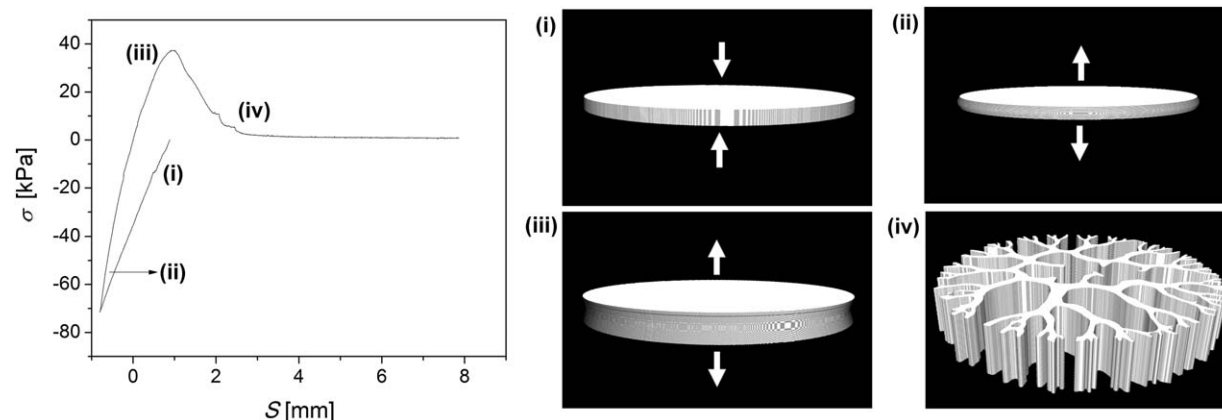 40
20
0
-20
-40
-60
-80
σ [kPa]
(iii)
(iv)
(i)
(ii)
0
2
4
6
8
S [mm]
(i)
(ii)
(iii)
(iv)